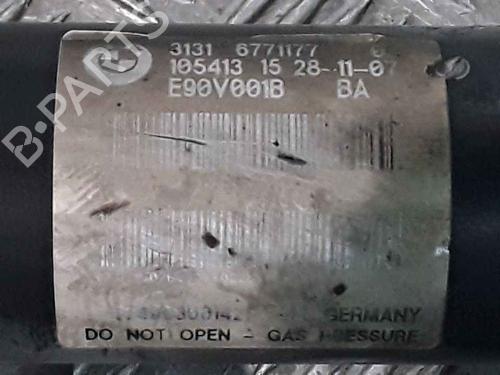 3131 6771177
105413 15 28-11-07
E90V001B BA
GERMANY
DO NOT OPEN - GAS PRESSURE
B-PARTS